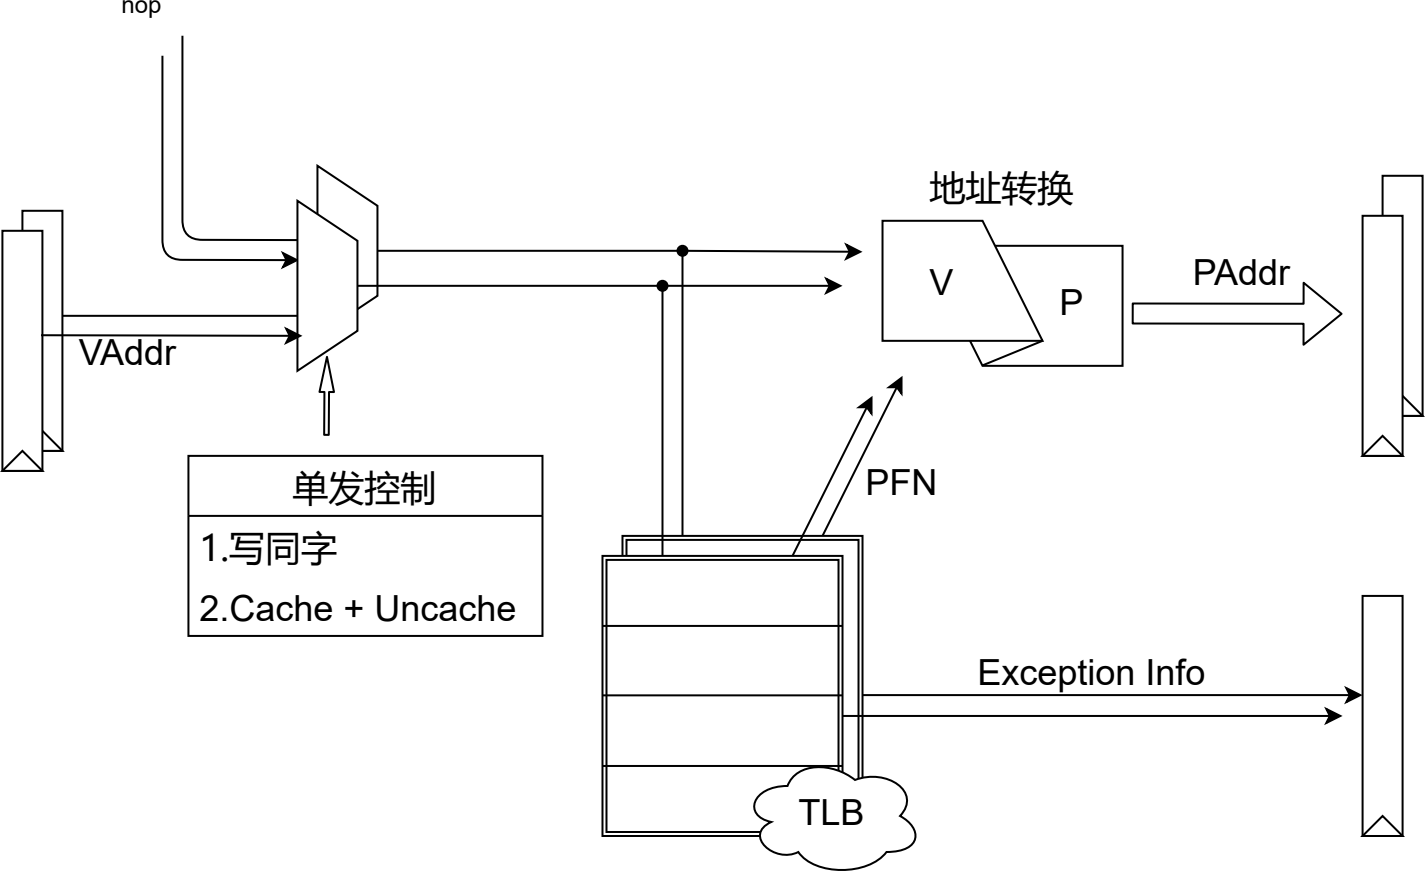 nop
地址转换
V
P
PAddr
VAddr
单发控制
1.写同字
2.Cache + Uncache
PFN
Exception Info
TLB